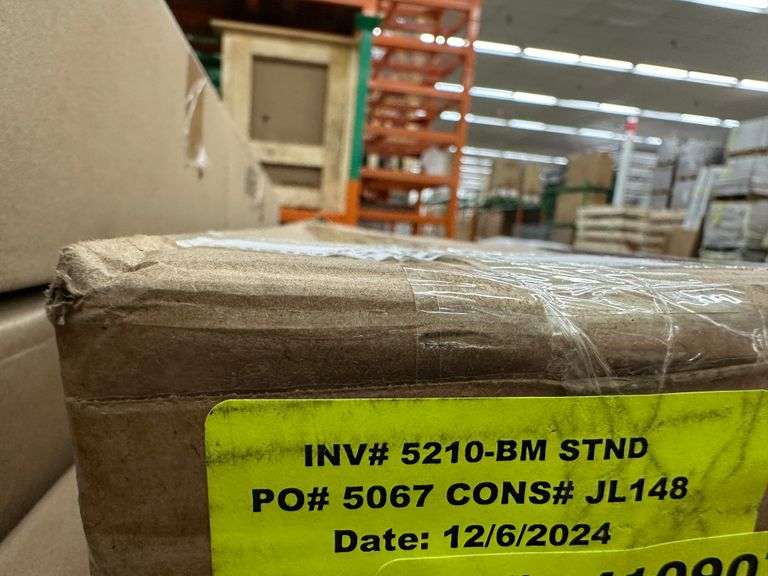 INV# 5210-BM STND
PO# 5067 CONS# JL148
Date: 12/6/2024